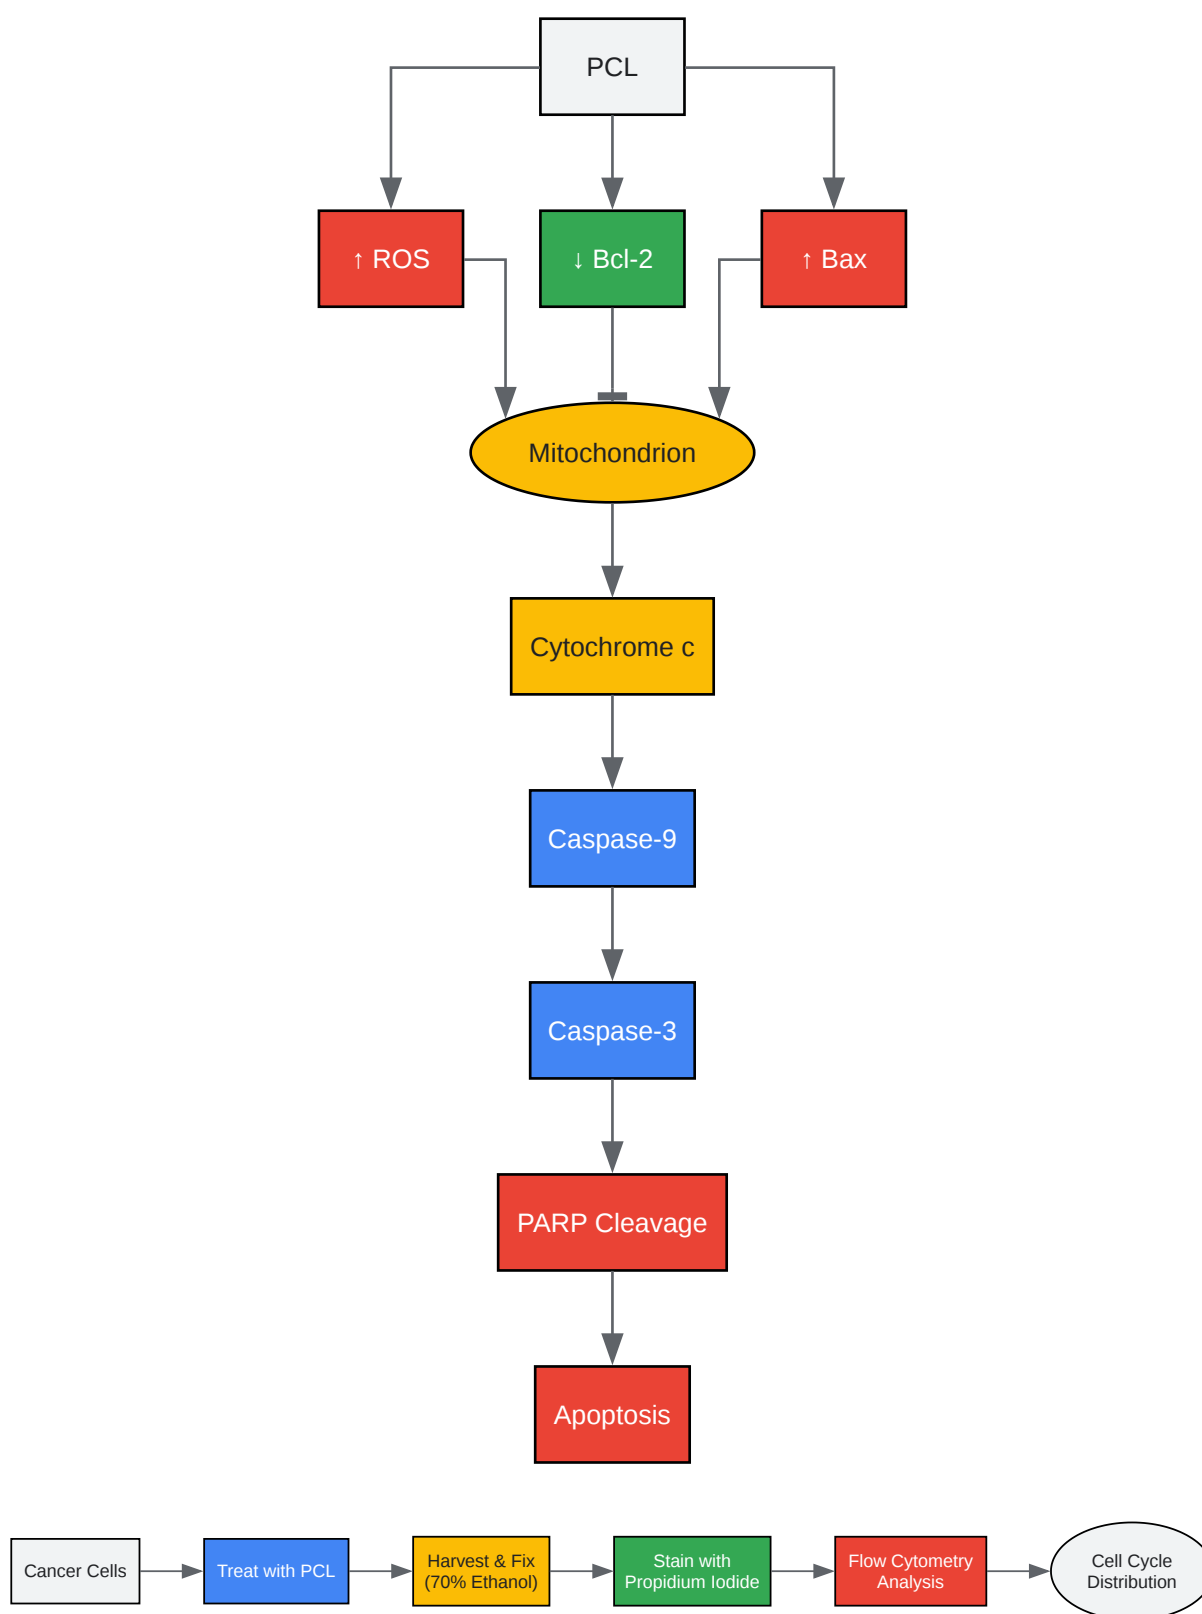 PCL
↑ ROS
↓ Bcl-2
↑ Bax
Mitochondrion
Cytochrome c
Caspase-9
Caspase-3
PARP Cleavage
Apoptosis
Cancer Cells
Treat with PCL
Harvest & Fix
(70% Ethanol)
Stain with
Propidium Iodide
Flow Cytometry
Analysis
Cell Cycle
Distribution